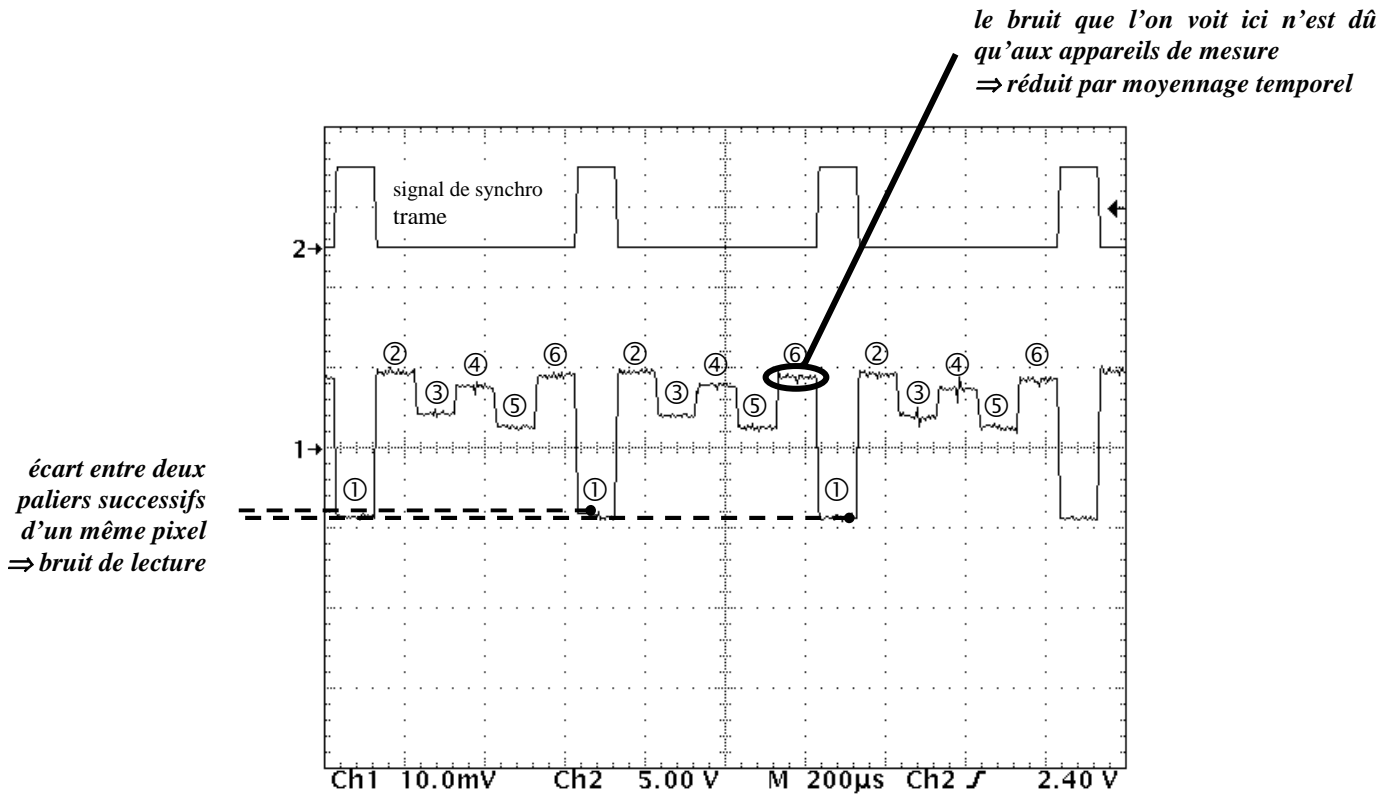 le bruit que l'on voit ici n'est dû
qu'aux appareils de mesure
⇒ réduit par moyennage temporel
signal de synchro
trame
2→
② ③ ④ ⑤ ⑥ ② ③ ④ ⑤ ⑥ ② ③ ④ ⑤ ⑥
1→
① ① ①
écart entre deux
paliers successifs
d'un même pixel
⇒ bruit de lecture
Ch1 10.0mV Ch2 5.00 V M 200µs Ch2 ƒ 2.40 V